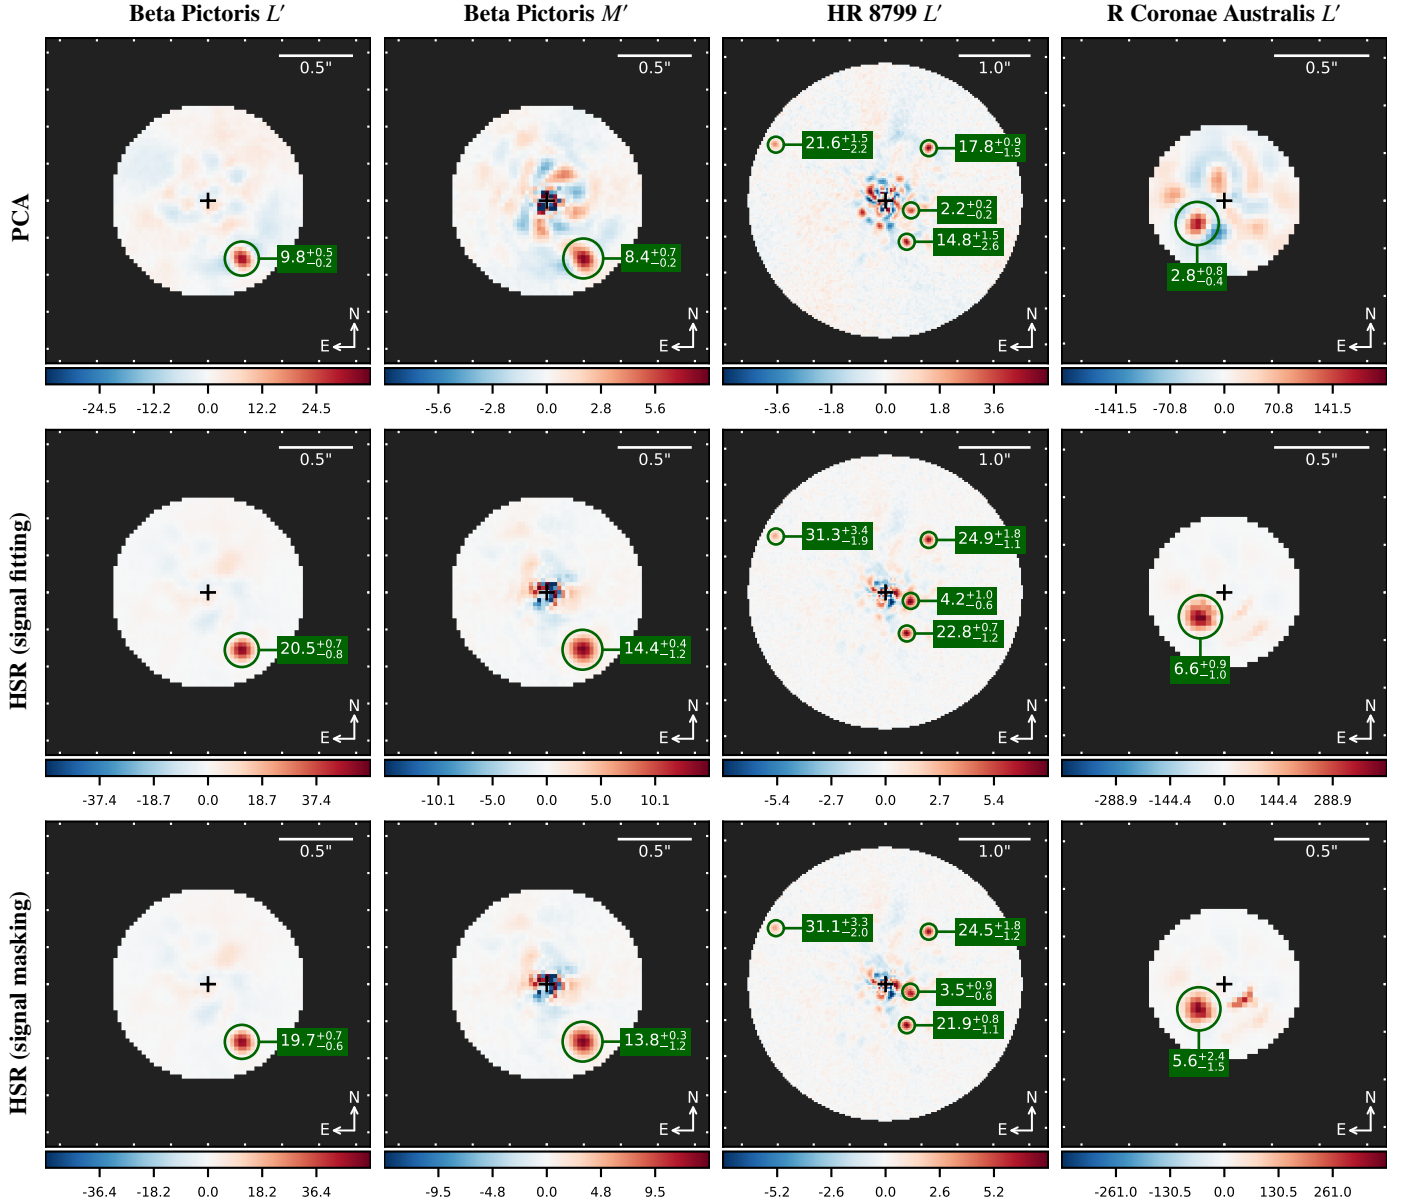 Beta Pictoris L′
Beta Pictoris M′
HR 8799 L′
R Coronae Australis L′
PCA
0.5"
9.8+0.5−0.2
N
E
-24.5 -12.2 0.0 12.2 24.5
0.5"
8.4+0.7−0.2
N
E
-5.6 -2.8 0.0 2.8 5.6
1.0"
21.6+1.5−2.2
17.8+0.9−1.5
2.2+0.2−0.2
14.8+1.5−2.6
N
E
-3.6 -1.8 0.0 1.8 3.6
0.5"
2.8+0.8−0.4
N
E
-141.5 -70.8 0.0 70.8 141.5
HSR (signal fitting)
0.5"
20.5+0.7−0.8
N
E
-37.4 -18.7 0.0 18.7 37.4
0.5"
14.4+0.4−1.2
N
E
-10.1 -5.0 0.0 5.0 10.1
1.0"
31.3+3.4−1.9
24.9+1.8−1.1
4.2+1.0−0.6
22.8+0.7−1.2
N
E
-5.4 -2.7 0.0 2.7 5.4
0.5"
6.6+0.9−1.0
N
E
-288.9 -144.4 0.0 144.4 288.9
HSR (signal masking)
0.5"
19.7+0.7−0.6
N
E
-36.4 -18.2 0.0 18.2 36.4
0.5"
13.8+0.3−1.2
N
E
-9.5 -4.8 0.0 4.8 9.5
1.0"
31.1+3.3−2.0
24.5+1.8−1.2
3.5+0.9−0.6
21.9+0.8−1.1
N
E
-5.2 -2.6 0.0 2.6 5.2
0.5"
5.6+2.4−1.5
N
E
-261.0 -130.5 0.0 130.5 261.0